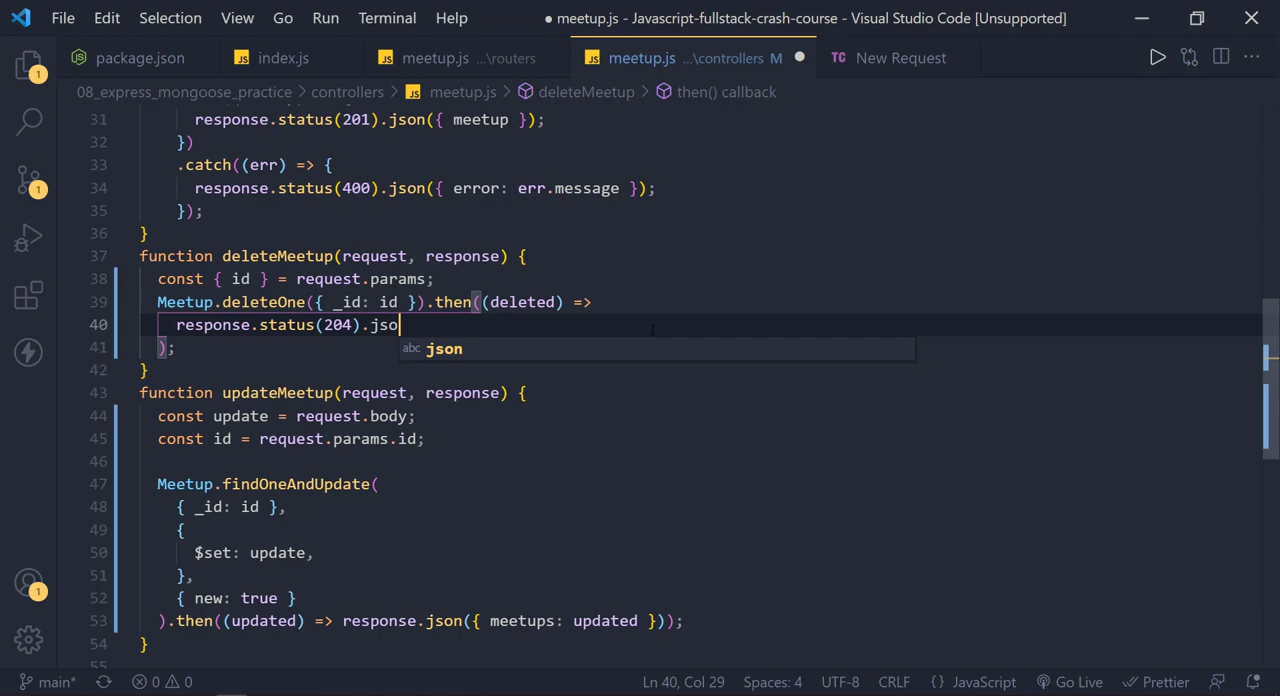 File Edit Selection View Go Run Terminal Help ● meetup.js - Javascript-fullstack-crash-course - Visual Studio Code [Unsupported]
package.json JS index.js JS meetup.js ...\routers JS meetup.js ...\controllers M TC New Request
08_express_mongoose_practice > controllers > JS meetup.js > deleteMeetup > then() callback
31 response.status(201).json({ meetup });
32 })
33 .catch((err) => {
34 response.status(400).json({ error: err.message });
35 });
36 }
37 function deleteMeetup(request, response) {
38 const { id } = request.params;
39 Meetup.deleteOne({ _id: id }).then((deleted) =>
40 response.status(204).jso
abc json
41 );
42 }
43 function updateMeetup(request, response) {
44 const update = request.body;
45 const id = request.params.id;
46
47 Meetup.findOneAndUpdate(
48 { _id: id },
49 {
50 $set: update,
51 },
52 { new: true }
53 ).then((updated) => response.json({ meetups: updated }));
54 }
55
1
1
1
main* 0 0 Ln 40, Col 29 Spaces: 4 UTF-8 CRLF {} JavaScript Go Live Prettier